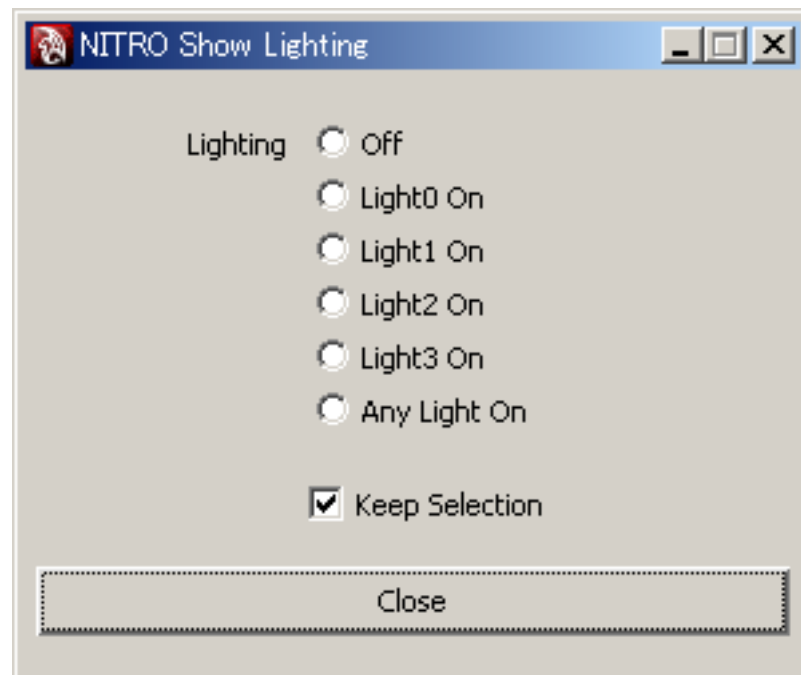 NITRO Show Lighting
Lighting Off
Light0 On
Light1 On
Light2 On
Light3 On
Any Light On
Keep Selection
Close